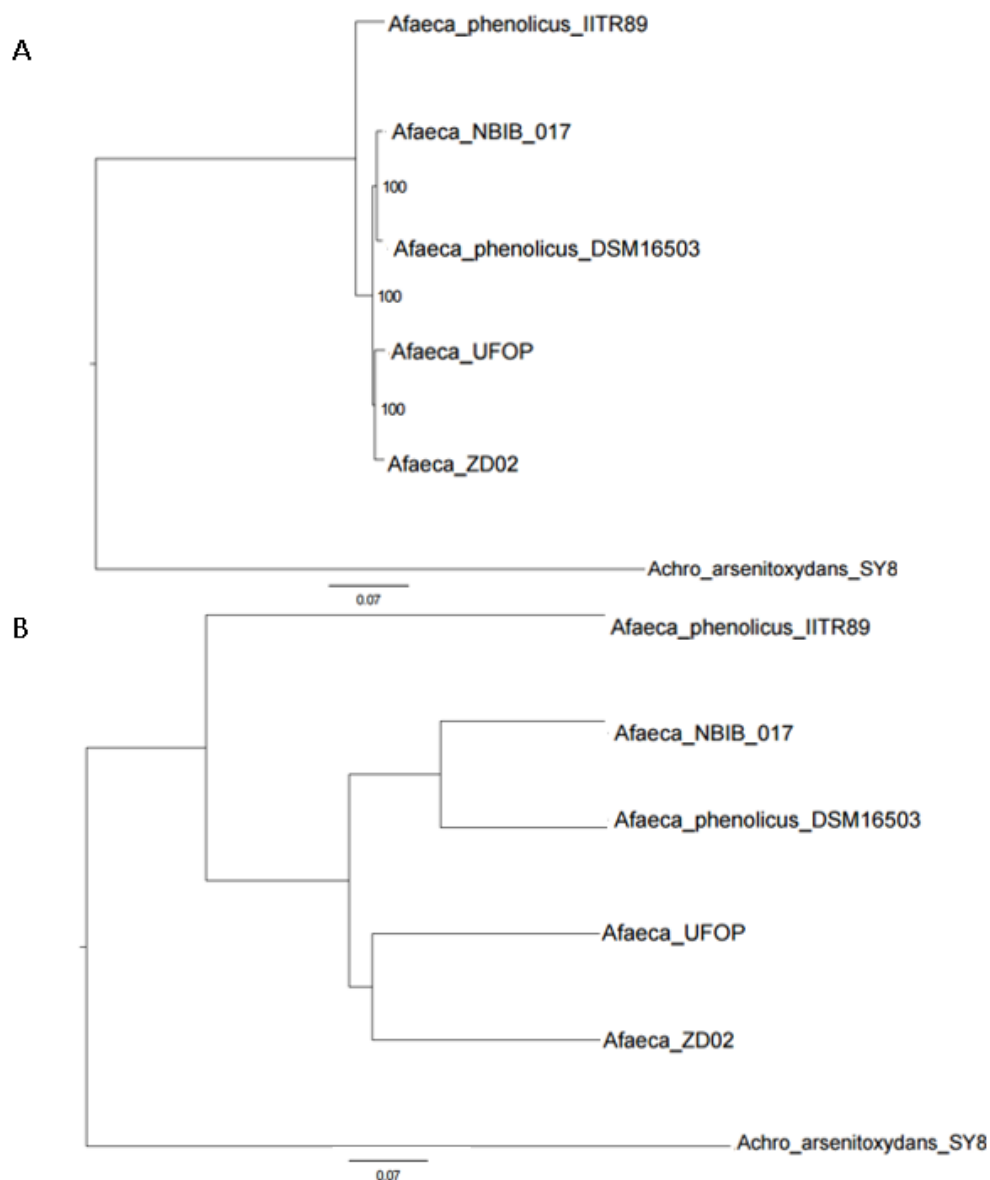 A
Afaeca_phenolicus_IITR89
Afaeca_NBIB_017
100
Afaeca_phenolicus_DSM16503
100
Afaeca_UFOP
100
Afaeca_ZD02
Achro_arsenitoxydans_SY8
0.07
B
Afaeca_phenolicus_IITR89
Afaeca_NBIB_017
Afaeca_phenolicus_DSM16503
Afaeca_UFOP
Afaeca_ZD02
Achro_arsenitoxydans_SY8
0.07